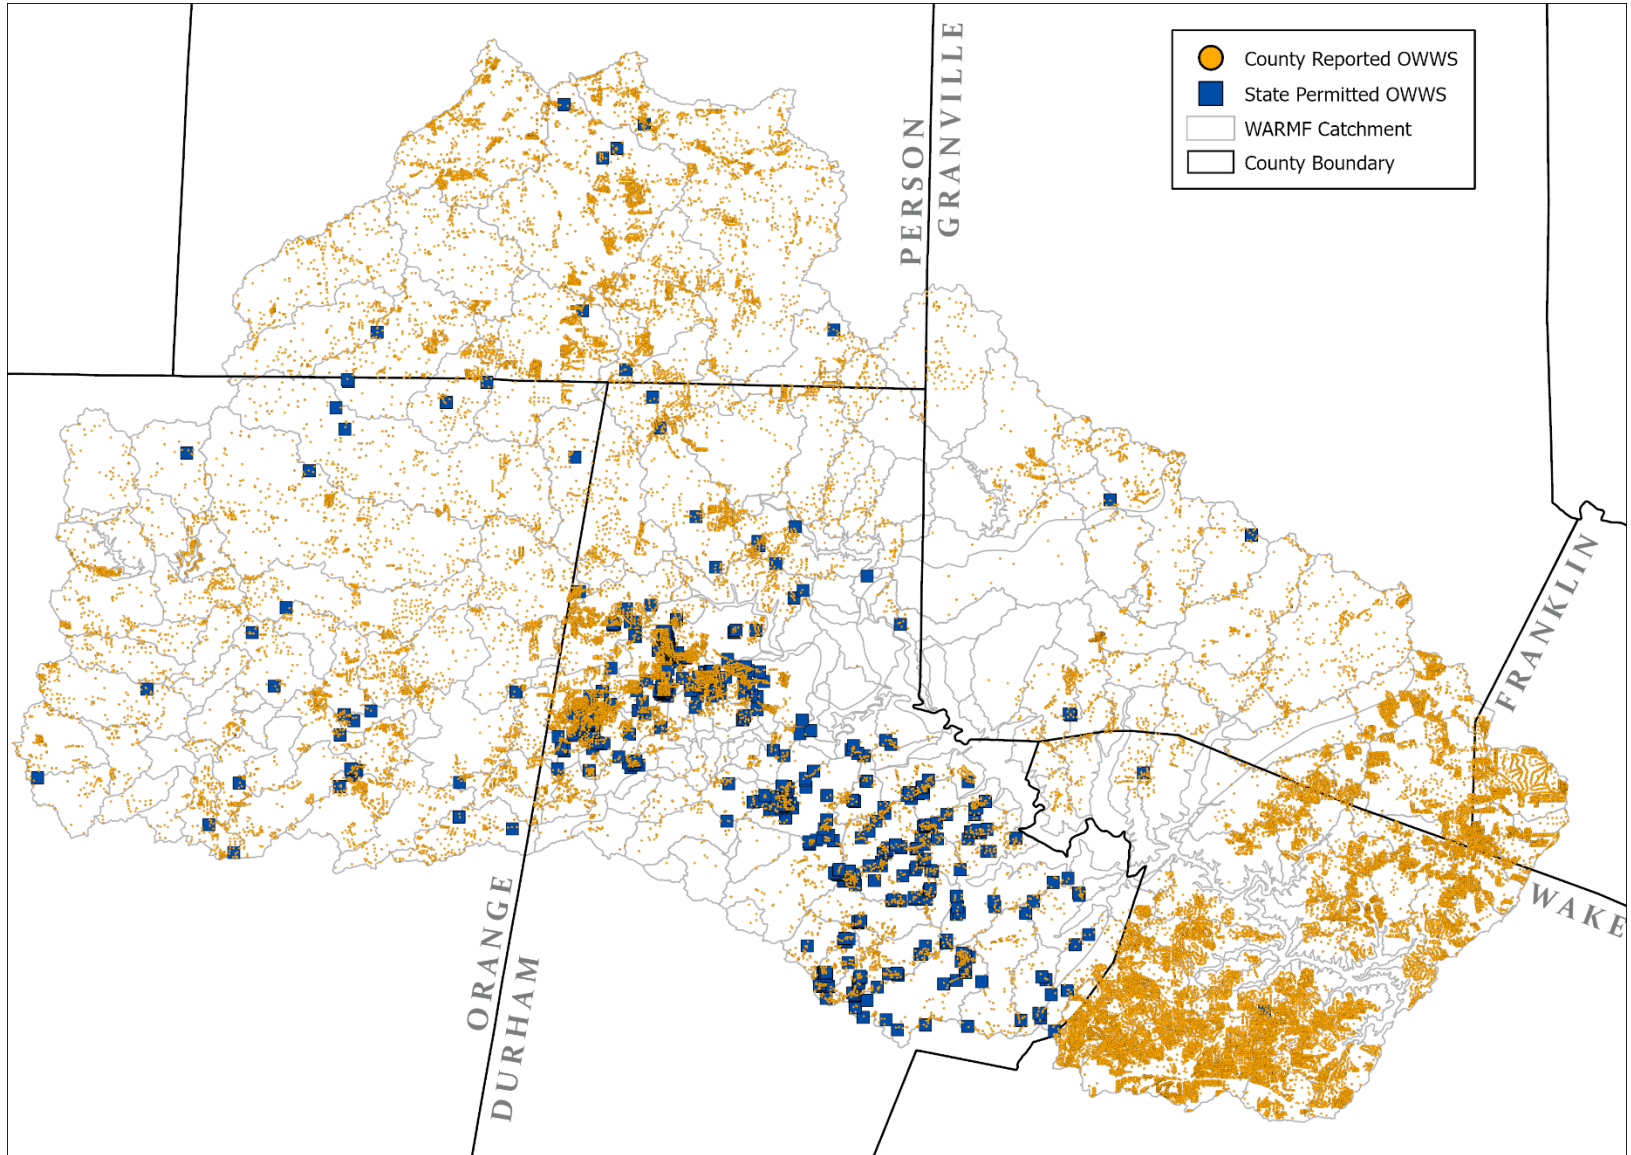 County Reported OWWS
State Permitted OWWS
WARMF Catchment
County Boundary
PERSON
GRANVILLE
FRANKLIN
WAKE
ORANGE
DURHAM